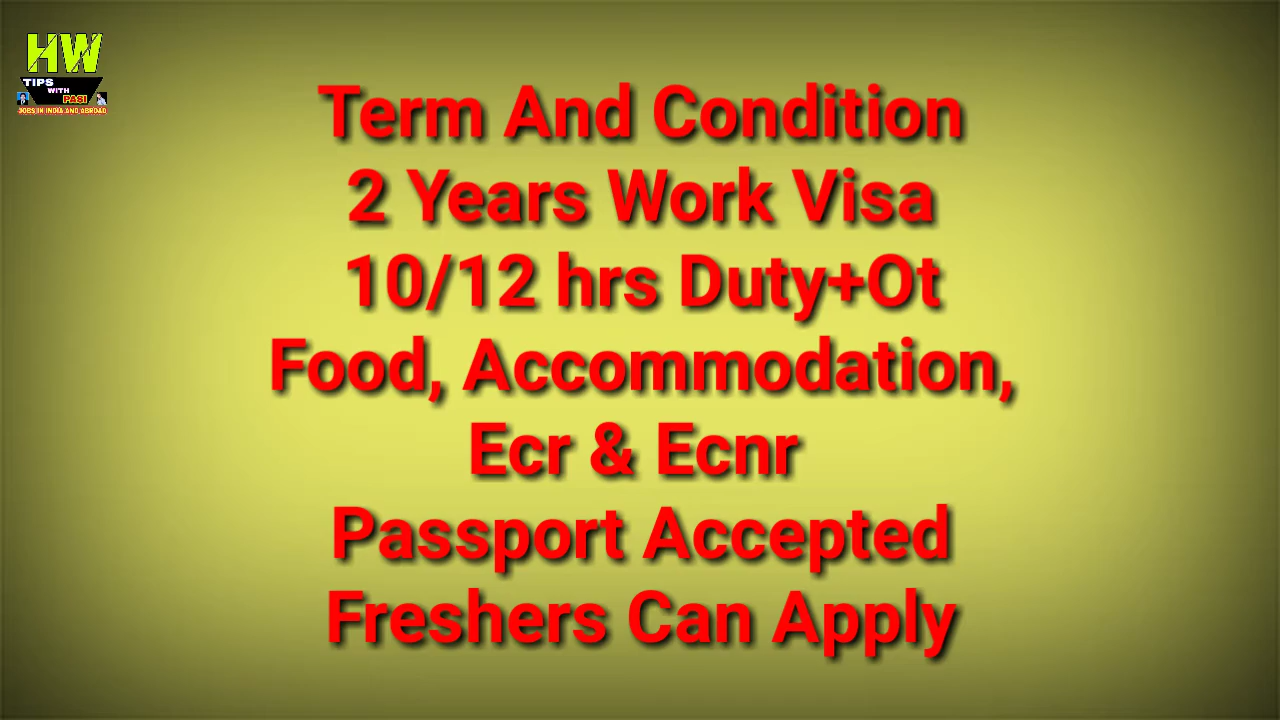 HW
TIPS
WITH
PASI
JOBS IN INDIA AND ABROAD
Term And Condition
2 Years Work Visa
10/12 hrs Duty+Ot
Food, Accommodation,
Ecr & Ecnr
Passport Accepted
Freshers Can Apply